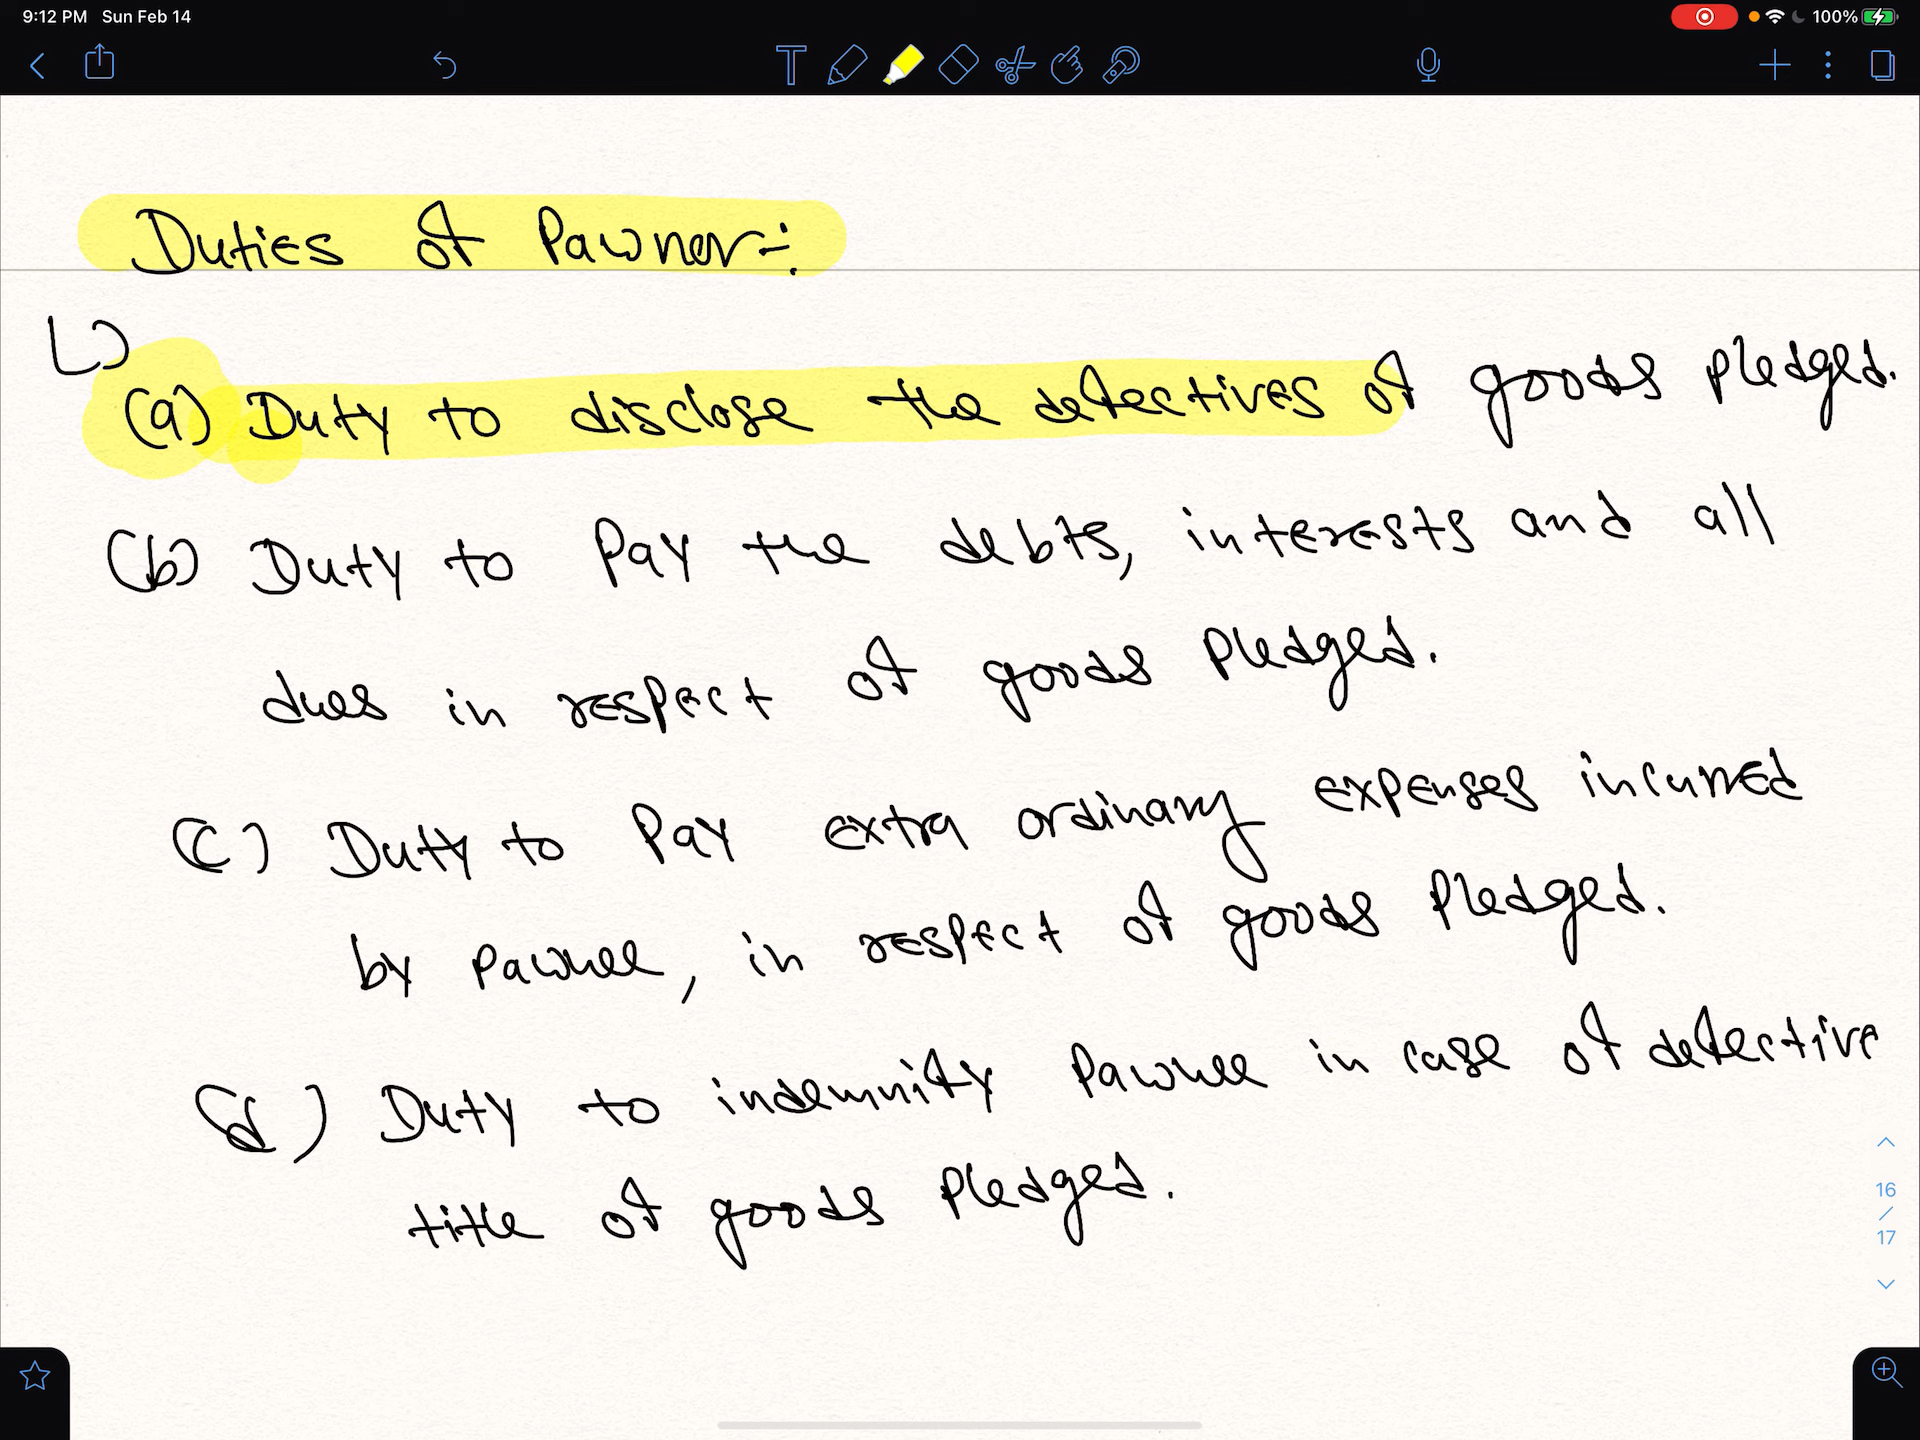 9:12 PM Sun Feb 14
100%
Duties of Pawner:-
(a) Duty to disclose the defectives of goods pledged.
(b) Duty to Pay the debts, interests and all
dues in respect of goods Pledged.
(c) Duty to Pay extra ordinary expenses incurred
by Pawnee, in respect of goods Pledged.
(d) Duty to indemnify Pawnee in case of defective
title of goods Pledged.
16
/
17